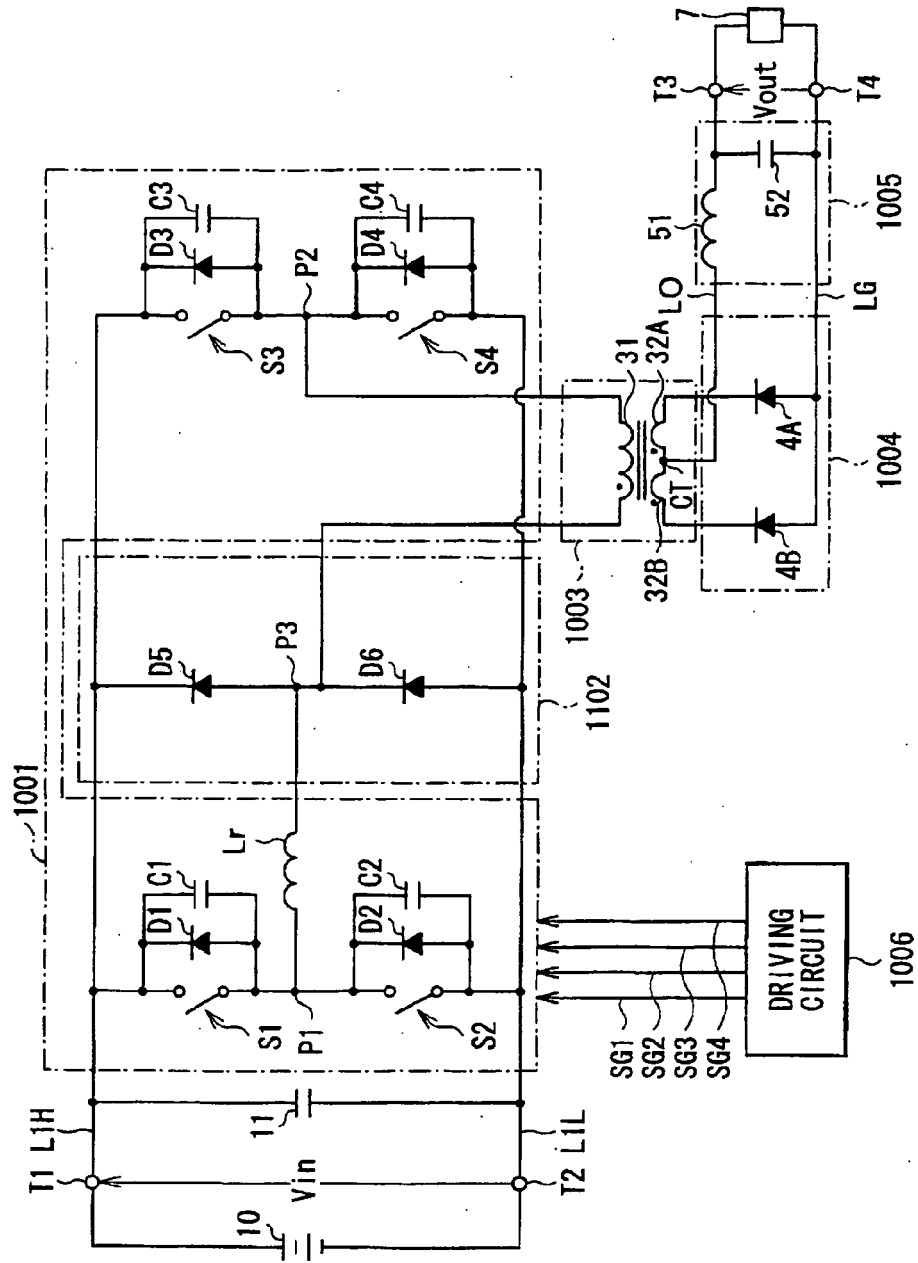 1001
T1
L1H
10
Vin
11
T2
L1L
S1
D1
C1
P1
Lr
S2
D2
C2
D5
P3
D6
1102
S3
D3
C3
P2
S4
D4
C4
SG1
SG2
SG3
SG4
DRIVING
CIRCUIT
1006
1003
31
32A
32B
CT
4A
4B
1004
LO
LG
51
52
1005
T3
Vout
T4
7